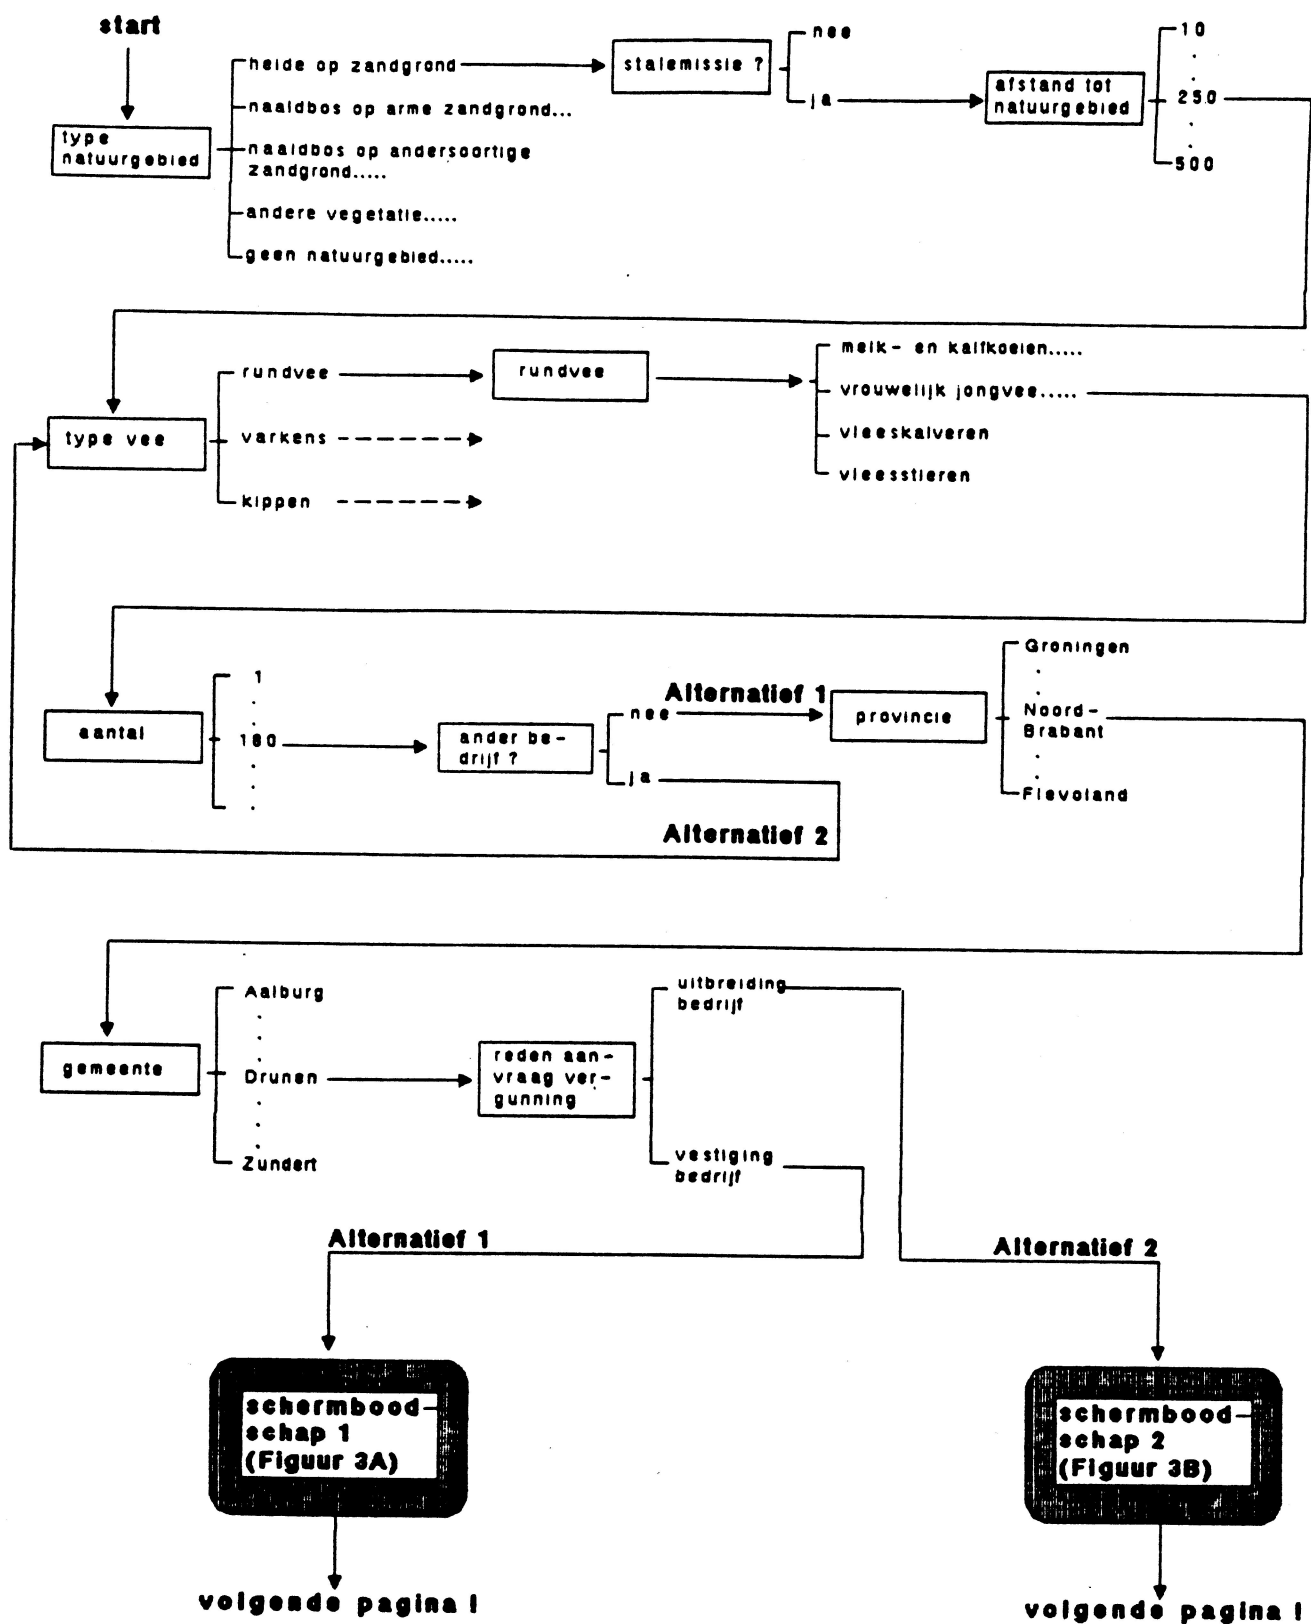 start
type
natuurgebied
heide op zandgrond
naaldbos op arme zandgrond...
naaldbos op andersoortige
zandgrond.....
andere vegetatie.....
geen natuurgebied.....
stalemissie ?
nee
ja
afstand tot
natuurgebied
10
.
.
250
.
.
500
type vee
rundvee
varkens
kippen
rundvee
melk- en kalfkoeien.....
vrouwelijk jongvee.....
vleeskalveren
vleesstieren
aantal
1
.
.
180
.
.
.
ander be-
drijf ?
Alternatief 1
nee
ja
Alternatief 2
provincie
Groningen
.
.
Noord-
Brabant
.
.
Flevoland
gemeente
Aalburg
.
.
.
Drunen
.
.
.
Zundert
reden aan-
vraag ver-
gunning
uitbreiding
bedrijf
vestiging
bedrijf
Alternatief 1
Alternatief 2
schermbood-
schap 1
(Figuur 3A)
schermbood-
schap 2
(Figuur 3B)
volgende pagina !
volgende pagina !